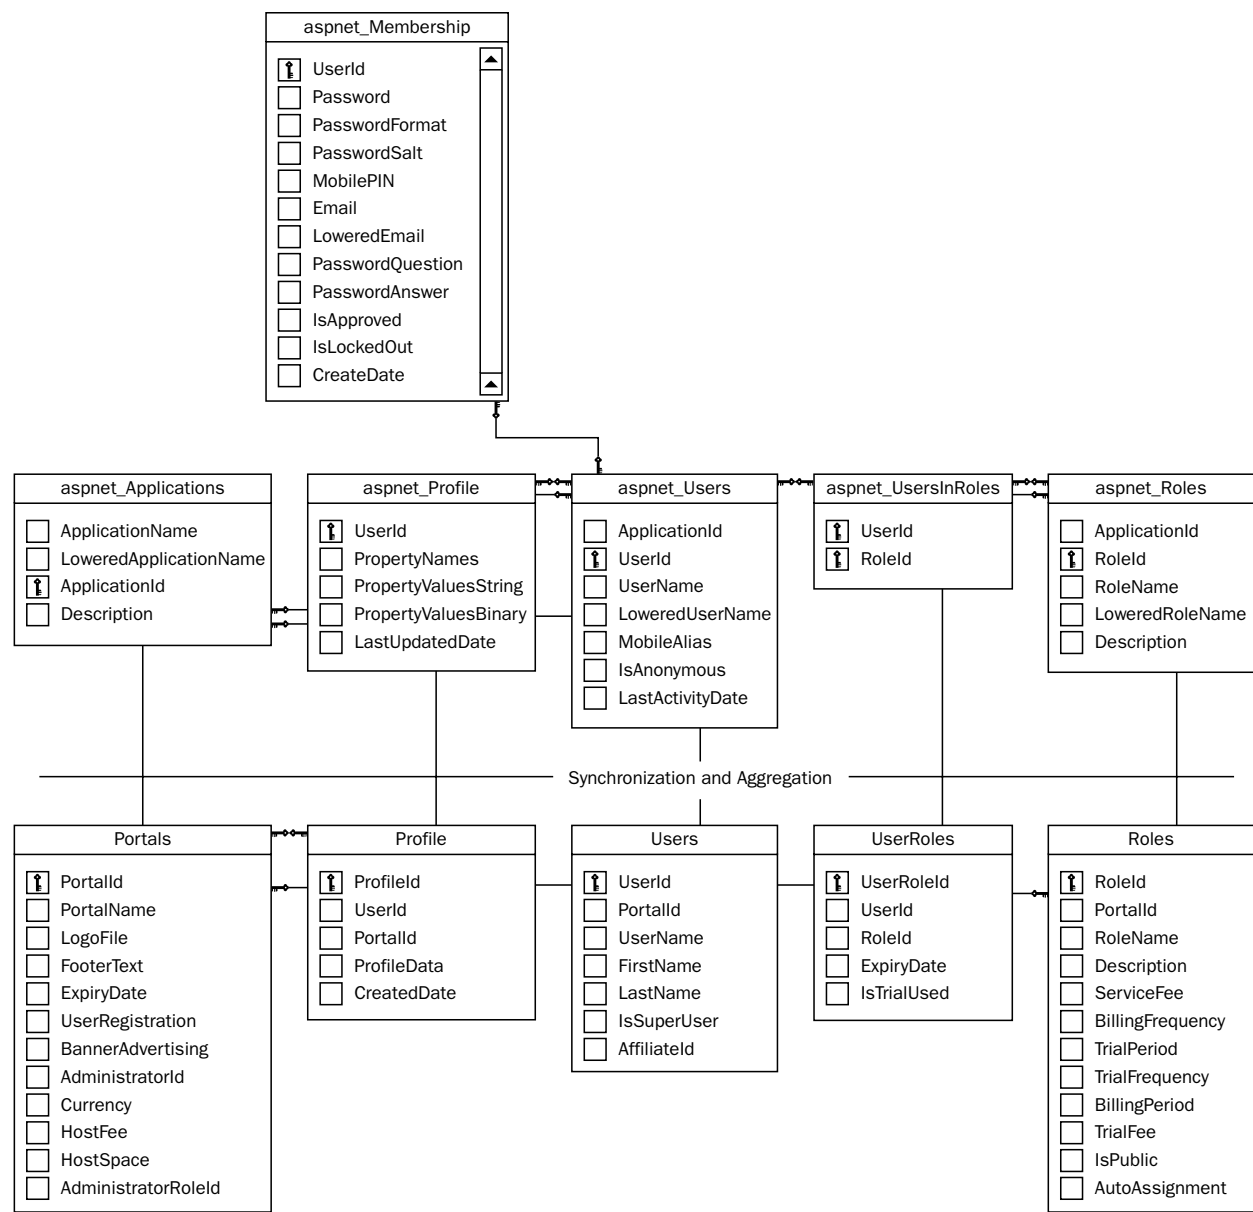 aspnet_Membership
UserId
Password
PasswordFormat
PasswordSalt
MobilePIN
Email
LoweredEmail
PasswordQuestion
PasswordAnswer
IsApproved
IsLockedOut
CreateDate
aspnet_Applications
ApplicationName
LoweredApplicationName
ApplicationId
Description
aspnet_Profile
UserId
PropertyNames
PropertyValuesString
PropertyValuesBinary
LastUpdatedDate
aspnet_Users
ApplicationId
UserId
UserName
LoweredUserName
MobileAlias
IsAnonymous
LastActivityDate
aspnet_UsersInRoles
UserId
RoleId
aspnet_Roles
ApplicationId
RoleId
RoleName
LoweredRoleName
Description
Synchronization and Aggregation
Portals
PortalId
PortalName
LogoFile
FooterText
ExpiryDate
UserRegistration
BannerAdvertising
AdministratorId
Currency
HostFee
HostSpace
AdministratorRoleId
Profile
ProfileId
UserId
PortalId
ProfileData
CreatedDate
Users
UserId
PortalId
UserName
FirstName
LastName
IsSuperUser
AffiliateId
UserRoles
UserRoleId
UserId
RoleId
ExpiryDate
IsTrialUsed
Roles
RoleId
PortalId
RoleName
Description
ServiceFee
BillingFrequency
TrialPeriod
TrialFrequency
BillingPeriod
TrialFee
IsPublic
AutoAssignment